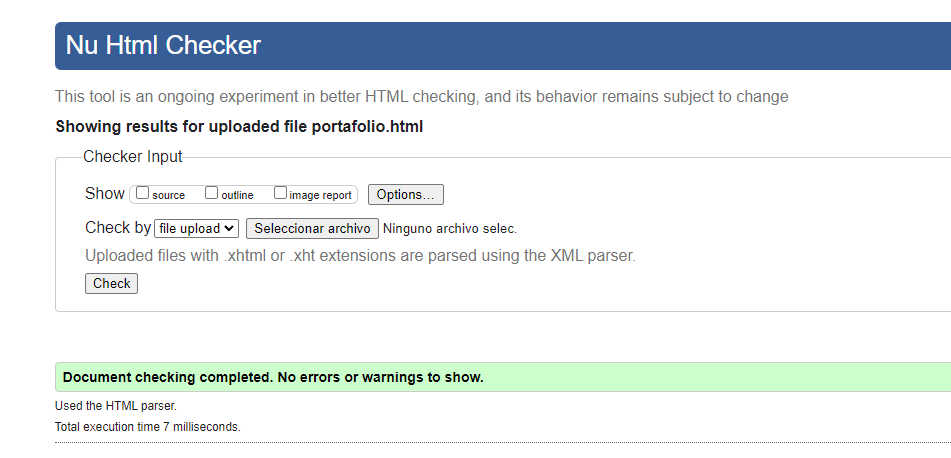 Nu Html Checker
This tool is an ongoing experiment in better HTML checking, and its behavior remains subject to change
Showing results for uploaded file portafolio.html
Checker Input
Show source outline image report Options...
Check by file upload Seleccionar archivo Ninguno archivo selec.
Uploaded files with .xhtml or .xht extensions are parsed using the XML parser.
Check
Document checking completed. No errors or warnings to show.
Used the HTML parser.
Total execution time 7 milliseconds.